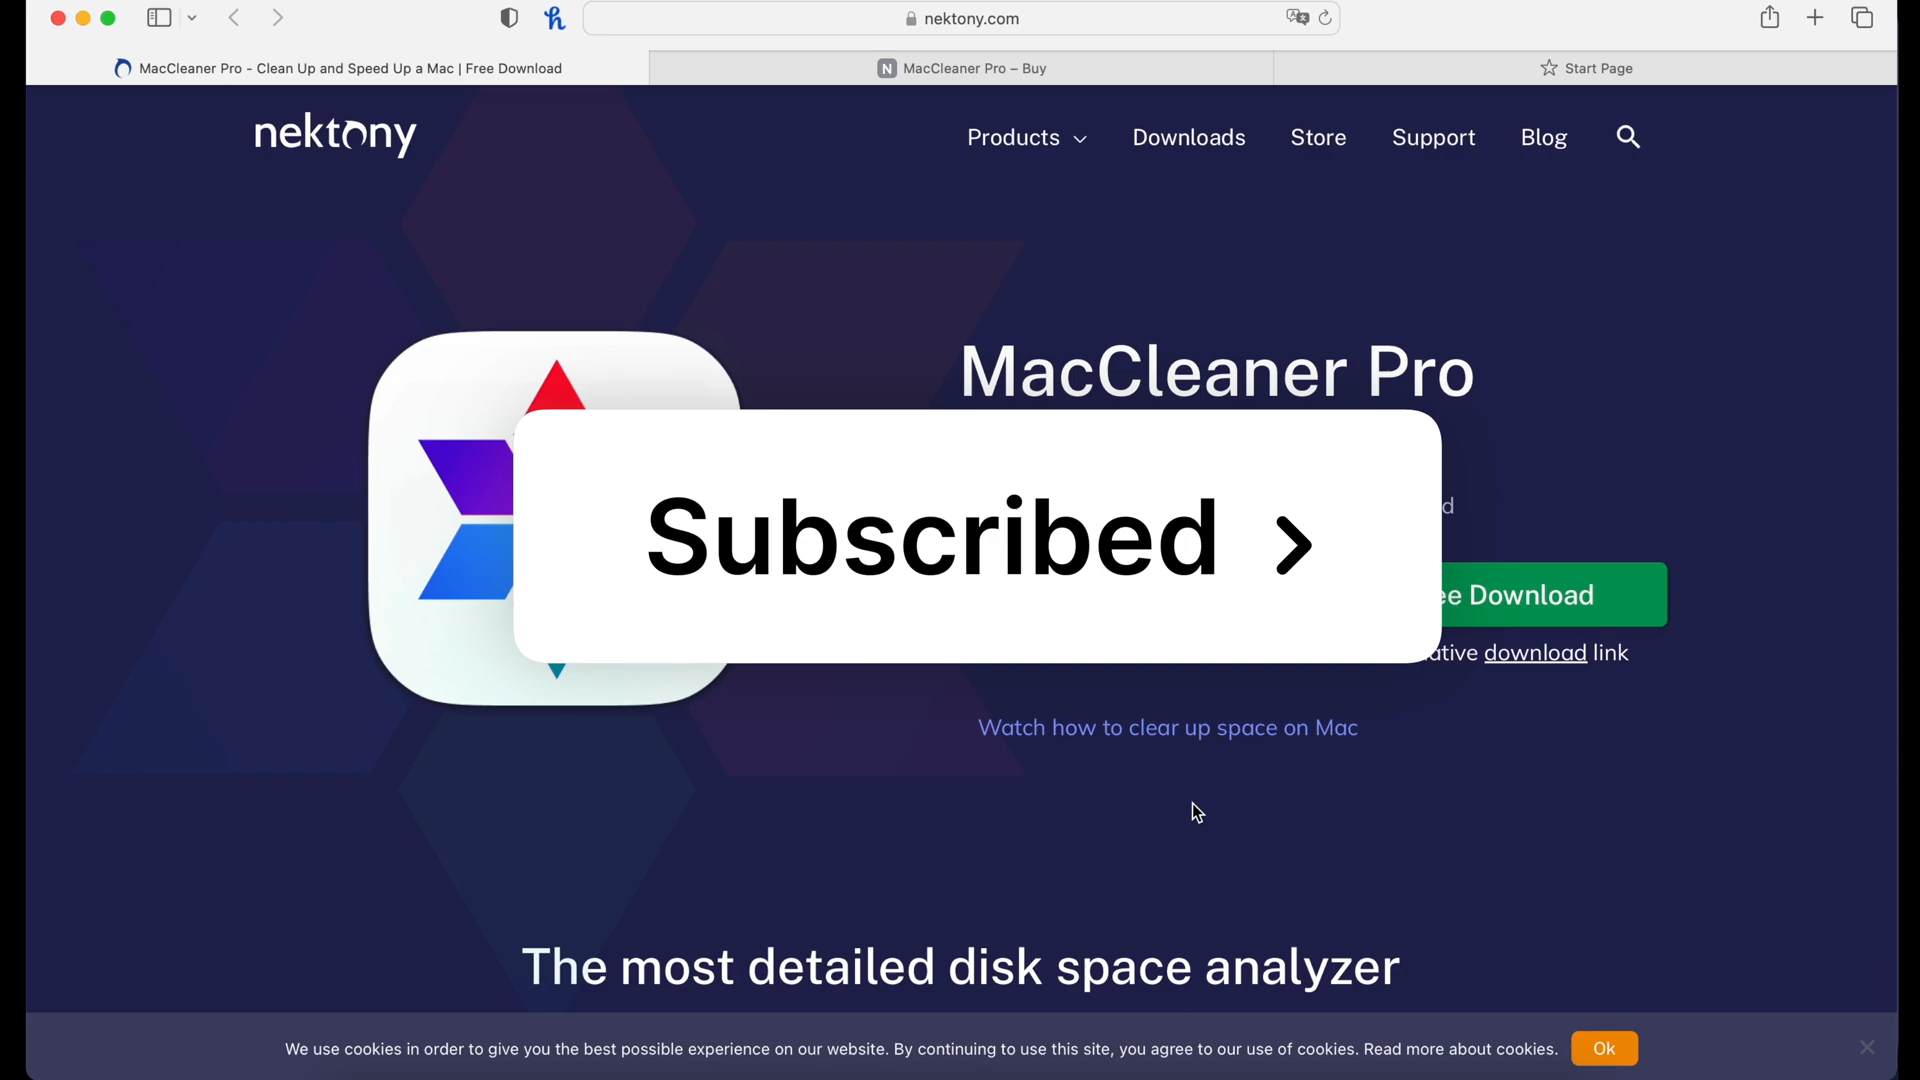 nektony.com
MacCleaner Pro - Clean Up and Speed Up a Mac | Free Download
N MacCleaner Pro – Buy
Start Page
nektony
Products
Downloads
Store
Support
Blog
MacCleaner Pro
Subscribed
Download
download link
Watch how to clear up space on Mac
The most detailed disk space analyzer
We use cookies in order to give you the best possible experience on our website. By continuing to use this site, you agree to our use of cookies. Read more about cookies.
Ok